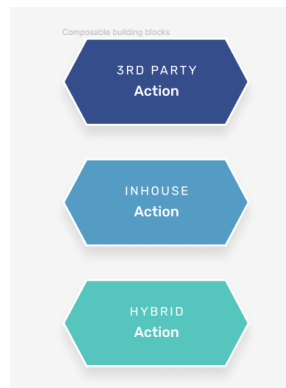 Composable building blocks
3RD PARTY
Action
INHOUSE
Action
HYBRID
Action